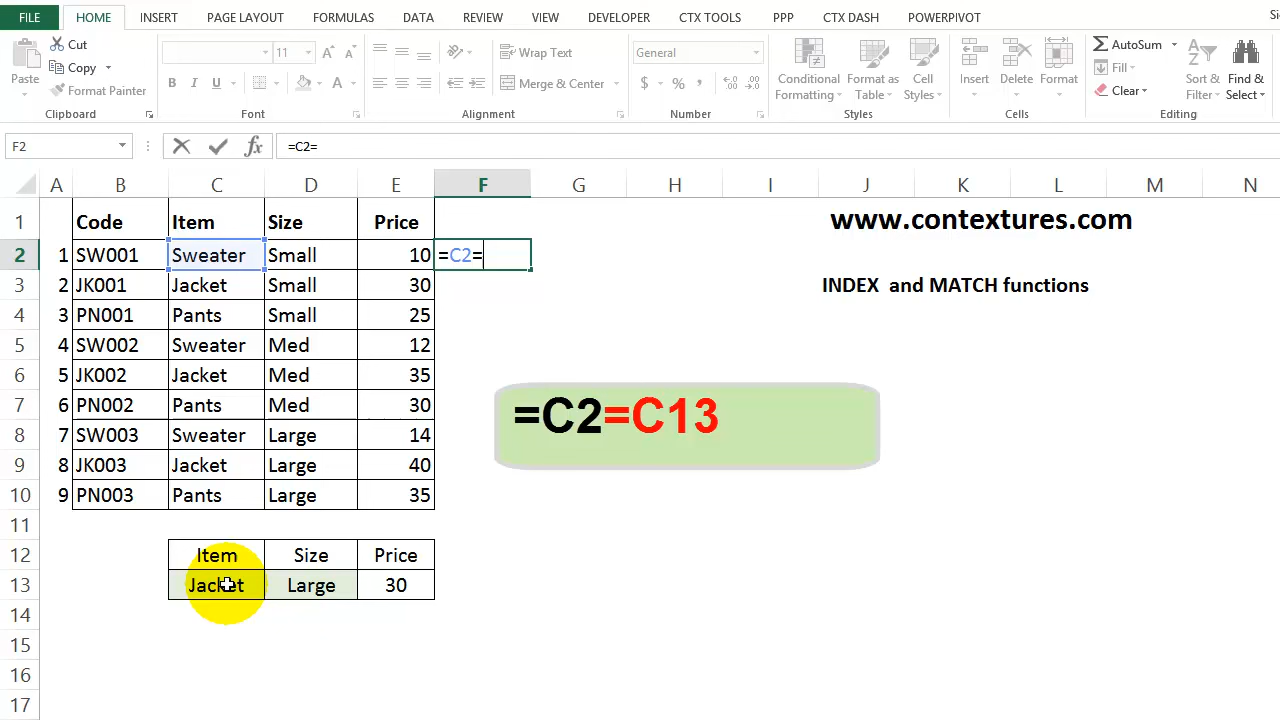 FILE HOME INSERT PAGE LAYOUT FORMULAS DATA REVIEW VIEW DEVELOPER CTX TOOLS PPP CTX DASH POWERPIVOT
Paste
Cut
Copy
Format Painter
Clipboard
11 A A
B I U A
Font
Wrap Text
Merge & Center
Alignment
General
$ % ,
Number
Conditional Formatting
Format as Table
Cell Styles
Styles
Insert Delete Format
Cells
AutoSum
Fill
Clear
Sort & Filter
Find & Select
Editing
F2 fx =C2=
A B C D E F G H I J K L M N
1 Code Item Size Price www.contextures.com
2 1 SW001 Sweater Small 10 =C2=
3 2 JK001 Jacket Small 30 INDEX and MATCH functions
4 3 PN001 Pants Small 25
5 4 SW002 Sweater Med 12
6 5 JK002 Jacket Med 35
7 6 PN002 Pants Med 30
=C2=C13
8 7 SW003 Sweater Large 14
9 8 JK003 Jacket Large 40
10 9 PN003 Pants Large 35
11
12 Item Size Price
13 Jacket Large 30
14
15
16
17